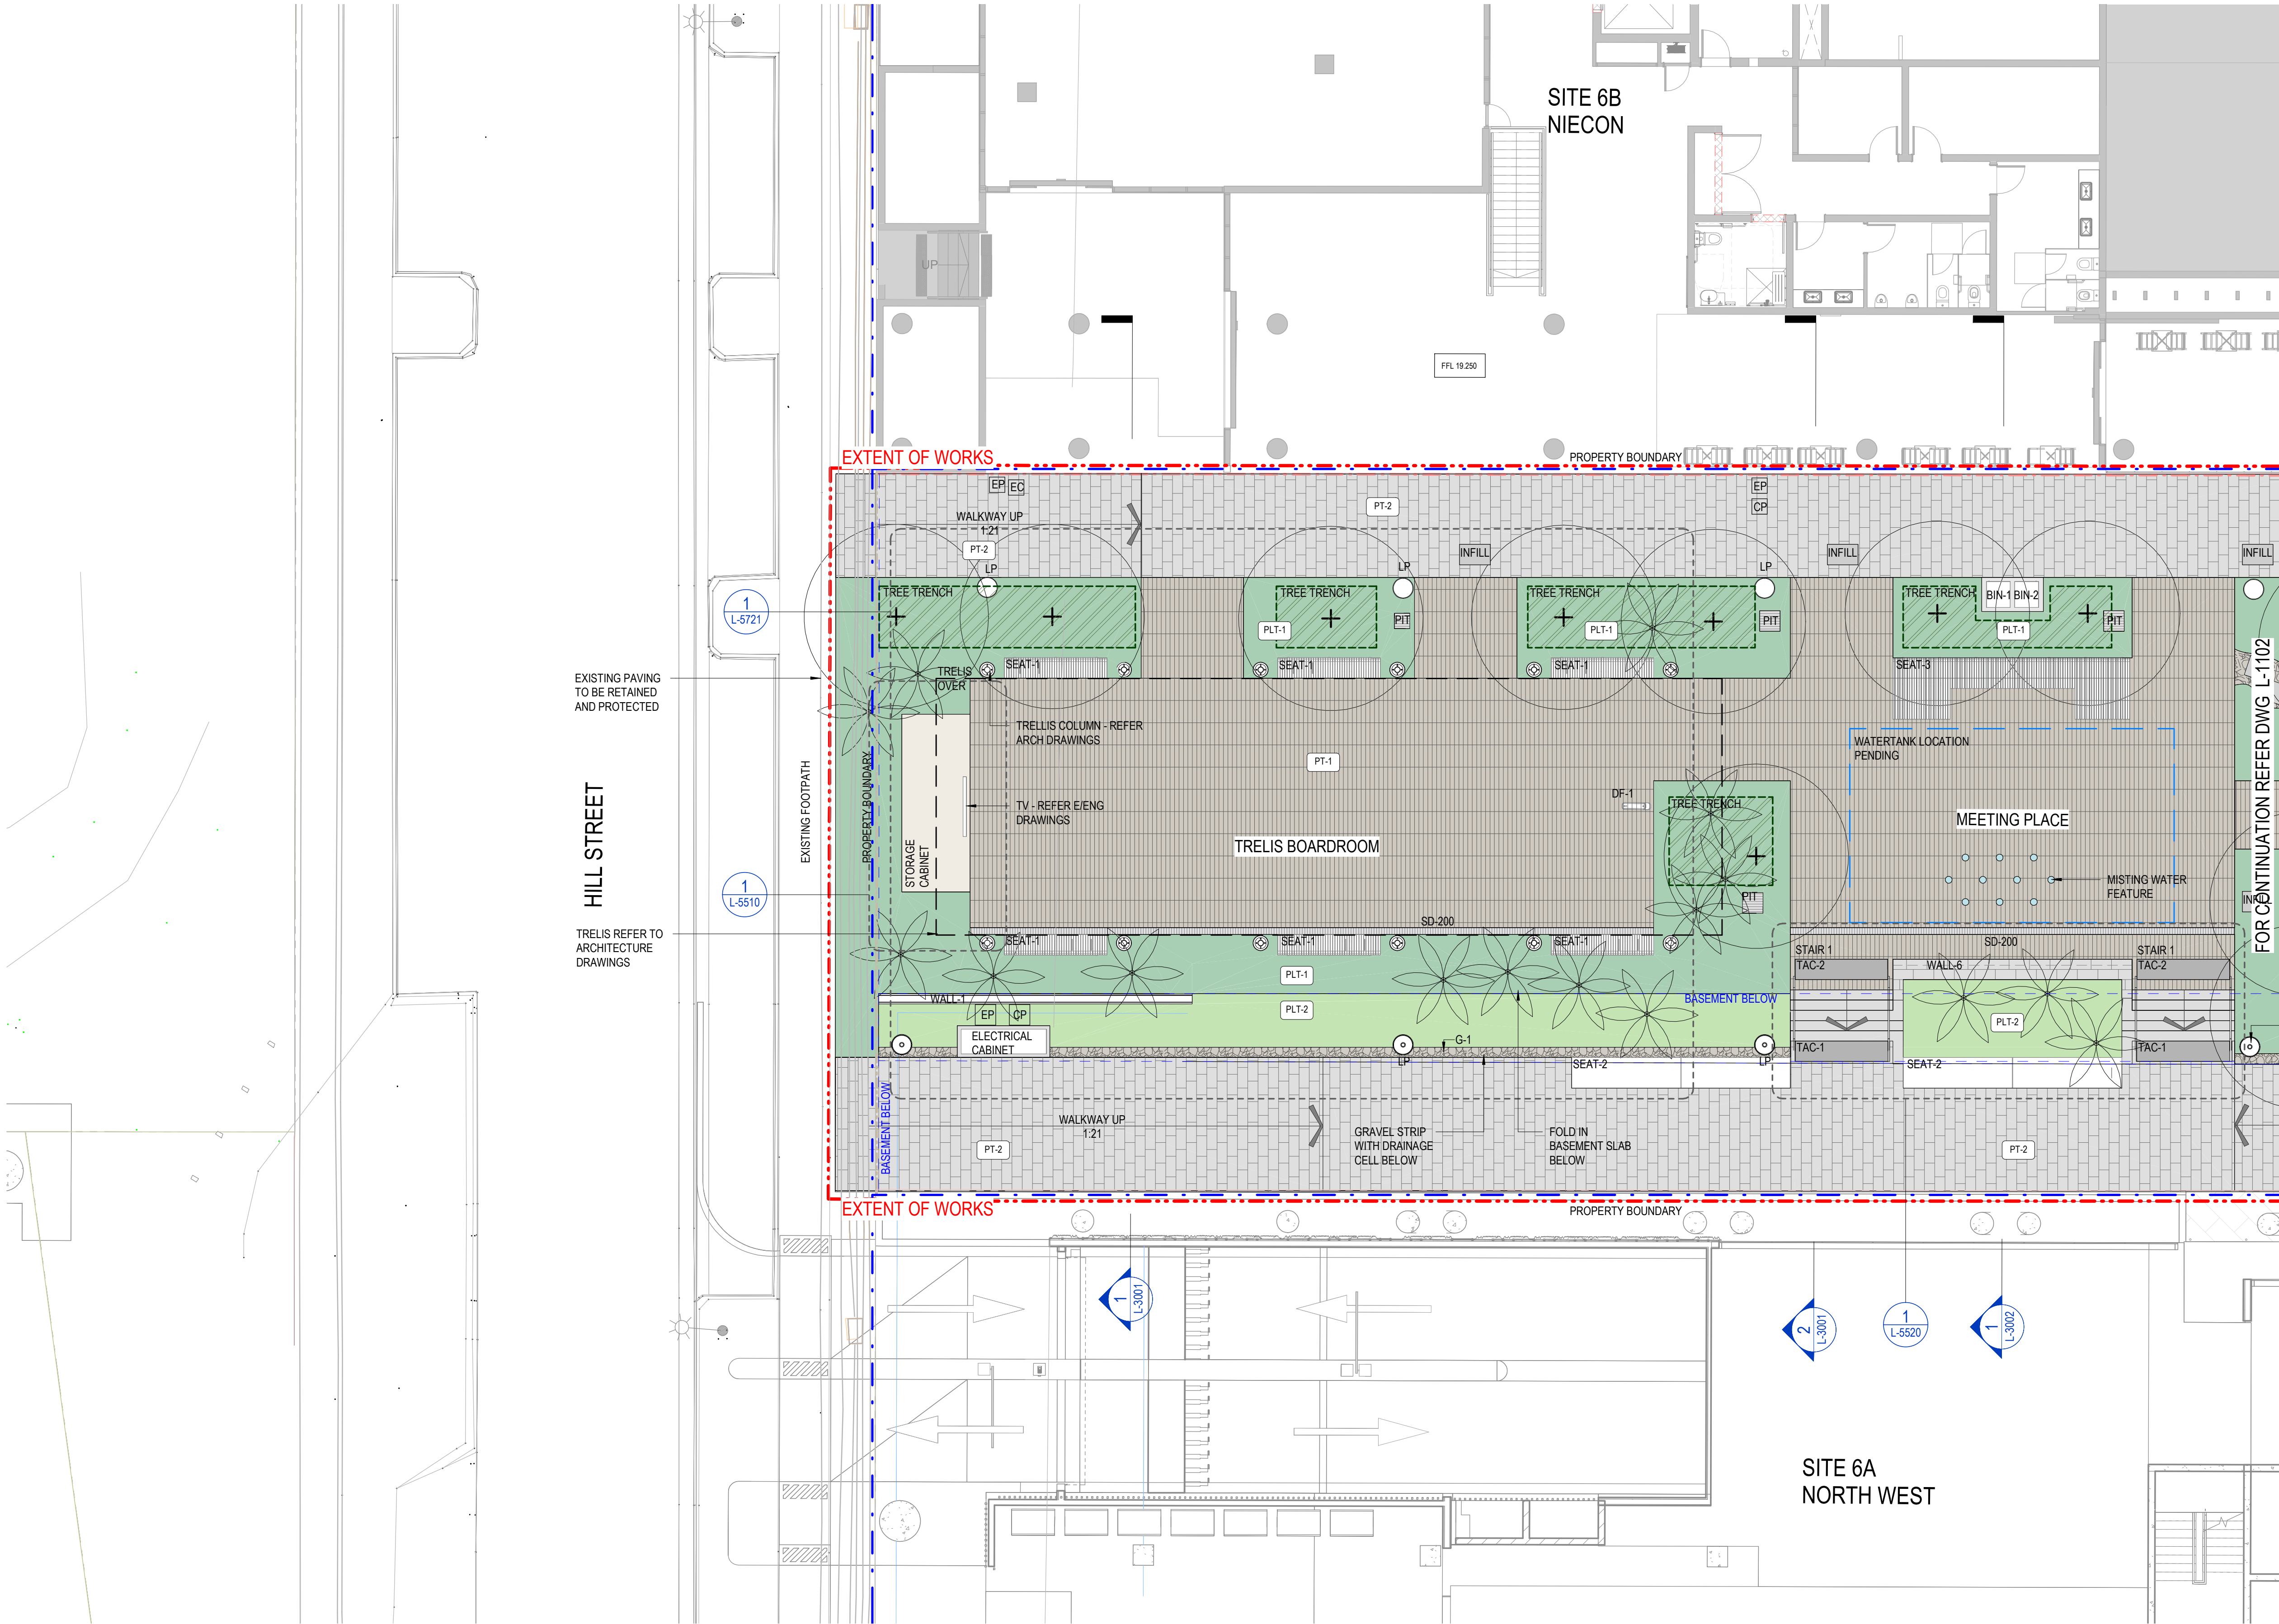 SITE 6B
NIECON
UP
FFL 19.250
EXTENT OF WORKS
PROPERTY BOUNDARY
EP
EC
EP
CP
PT-2
WALKWAY UP
1:21
PT-2
INFILL
INFILL
INFILL
LP
LP
LP
TREE TRENCH
TREE TRENCH
TREE TRENCH
TREE TRENCH
BIN-1
BIN-2
1
L-5721
PIT
PIT
PIT
PLT-1
PLT-1
PLT-1
SEAT-1
SEAT-1
SEAT-1
SEAT-3
TRELIS
OVER
EXISTING PAVING
TO BE RETAINED
AND PROTECTED
TRELLIS COLUMN - REFER
ARCH DRAWINGS
WATERTANK LOCATION
PENDING
FOR CONTINUATION REFER DWG L-1102
PT-1
HILL STREET
EXISTING FOOTPATH
PROPERTY BOUNDARY
STORAGE
CABINET
TV - REFER E/ENG
DRAWINGS
DF-1
TREE TRENCH
TRELIS BOARDROOM
MEETING PLACE
MISTING WATER
FEATURE
1
L-5510
PIT
INFILL
SD-200
TRELIS REFER TO
ARCHITECTURE
DRAWINGS
SEAT-1
SEAT-1
SEAT-1
SD-200
STAIR 1
STAIR 1
TAC-2
WALL-6
TAC-2
PLT-1
WALL-1
BASEMENT BELOW
PLT-2
EP
CP
PLT-2
ELECTRICAL
CABINET
G-1
TAC-1
TAC-1
LP
SEAT-2
LP
SEAT-2
BASEMENT BELOW
WALKWAY UP
1:21
PT-2
GRAVEL STRIP
WITH DRAINAGE
CELL BELOW
FOLD IN
BASEMENT SLAB
BELOW
PT-2
EXTENT OF WORKS
PROPERTY BOUNDARY
1
L-3001
2
L-3001
1
L-5520
1
L-3002
SITE 6A
NORTH WEST